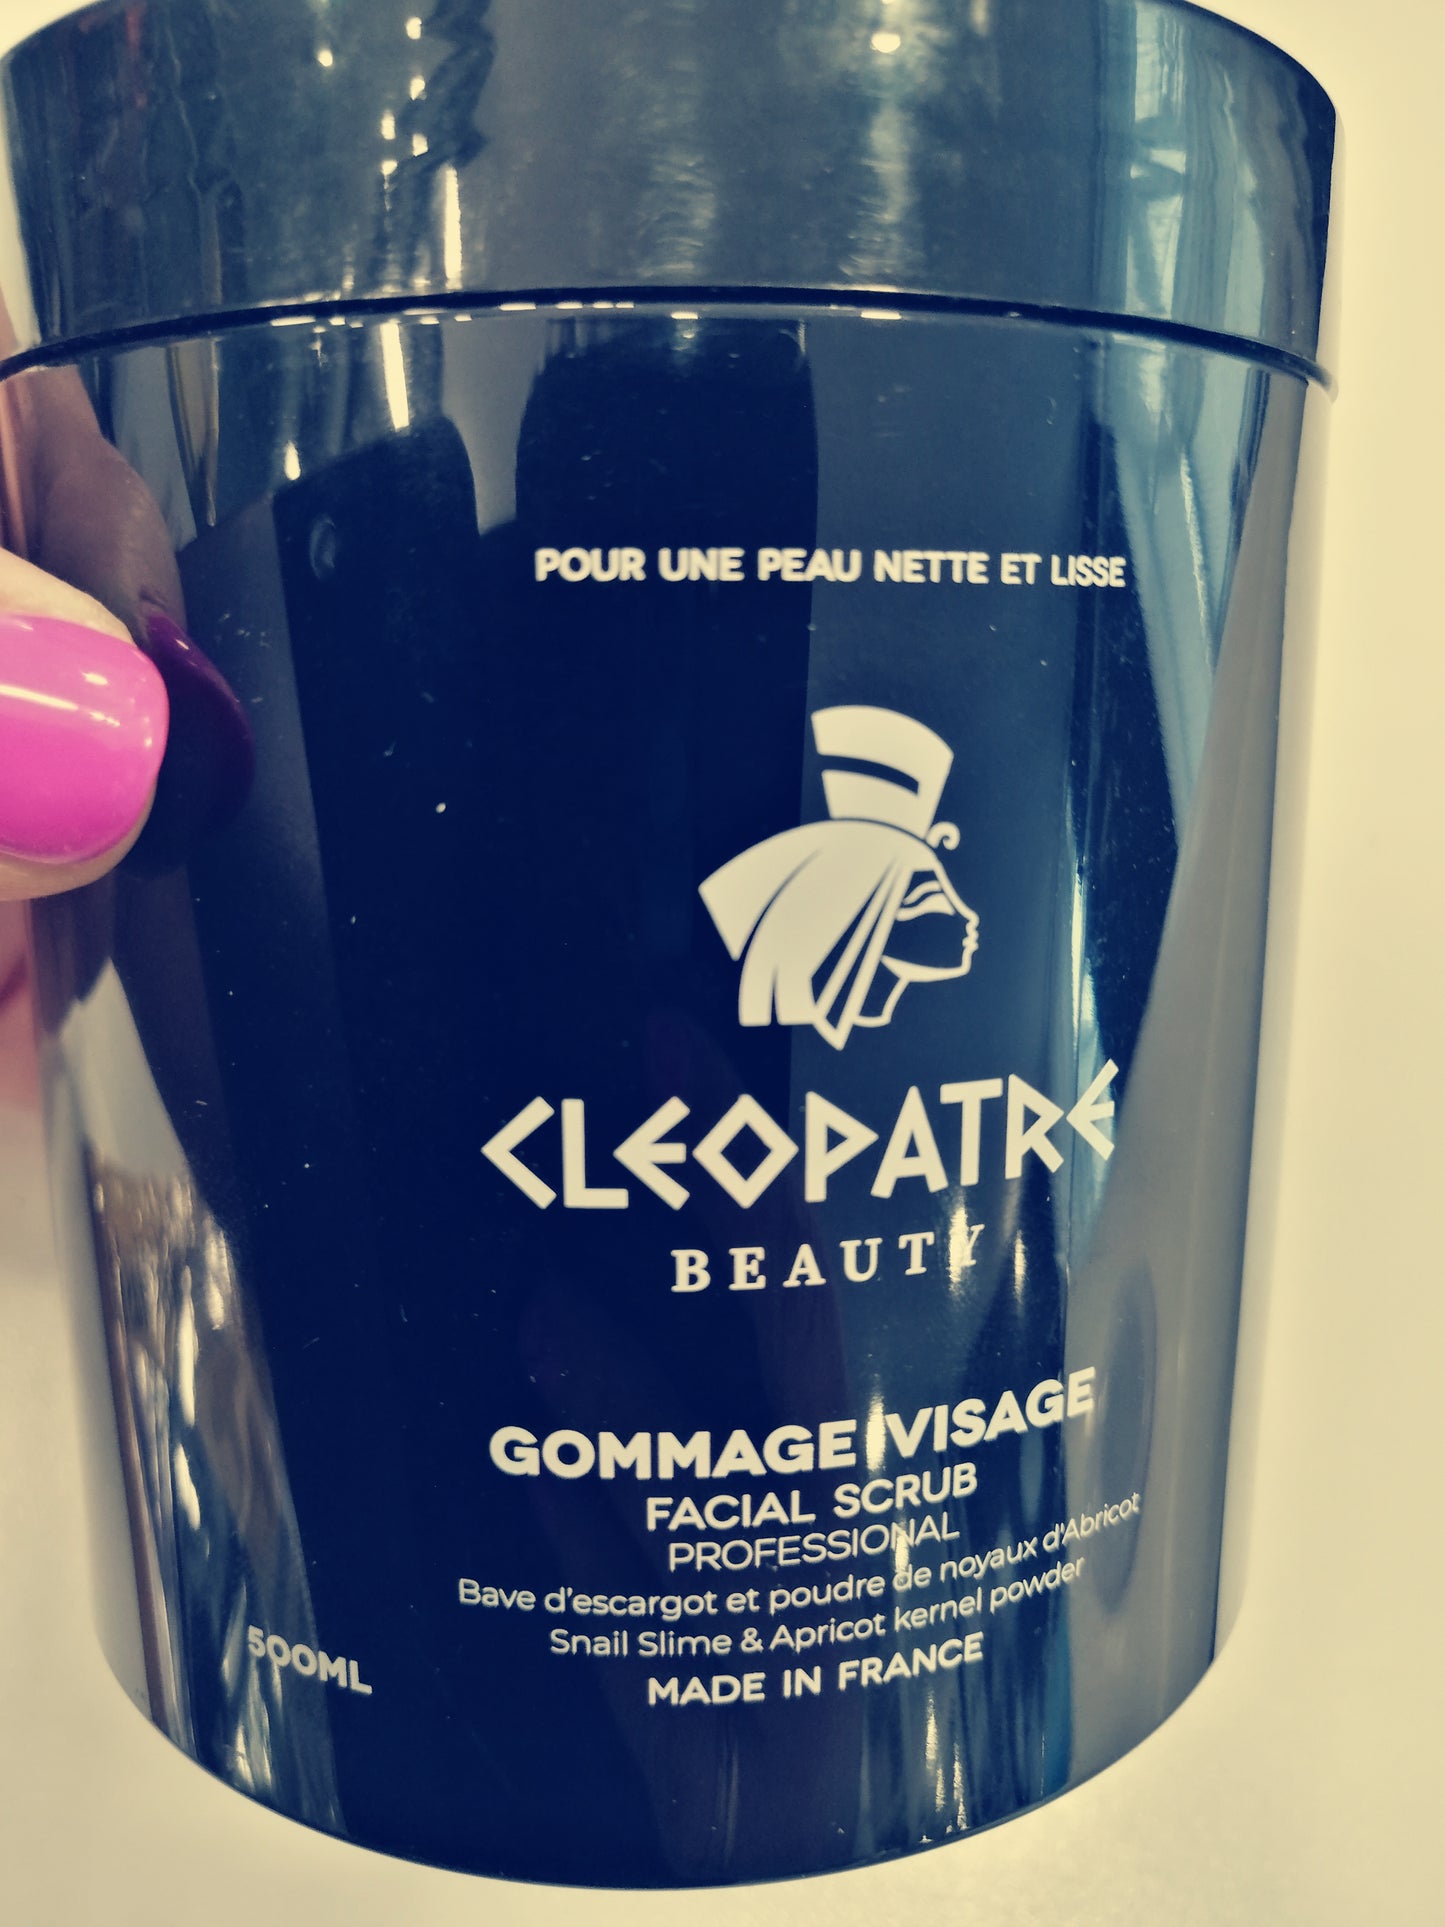 POUR UNE PEAU NETTE ET LISSE
CLEOPATRE
BEAUTY
GOMMAGE VISAGE
FACIAL SCRUB
PROFESSIONAL
Bave d'escargot et poudre de noyaux d'Abricot
Snail Slime & Apricot kernel powder
MADE IN FRANCE
500ML